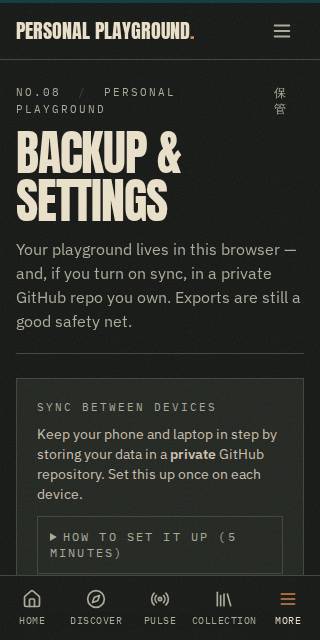 PERSONAL PLAYGROUND.
NO.08 / PERSONAL
PLAYGROUND
保
管
BACKUP &
SETTINGS
Your playground lives in this browser —
and, if you turn on sync, in a private
GitHub repo you own. Exports are still a
good safety net.
SYNC BETWEEN DEVICES
Keep your phone and laptop in step by
storing your data in a private GitHub
repository. Set this up once on each
device.
HOW TO SET IT UP (5
MINUTES)
HOME DISCOVER PULSE COLLECTION MORE